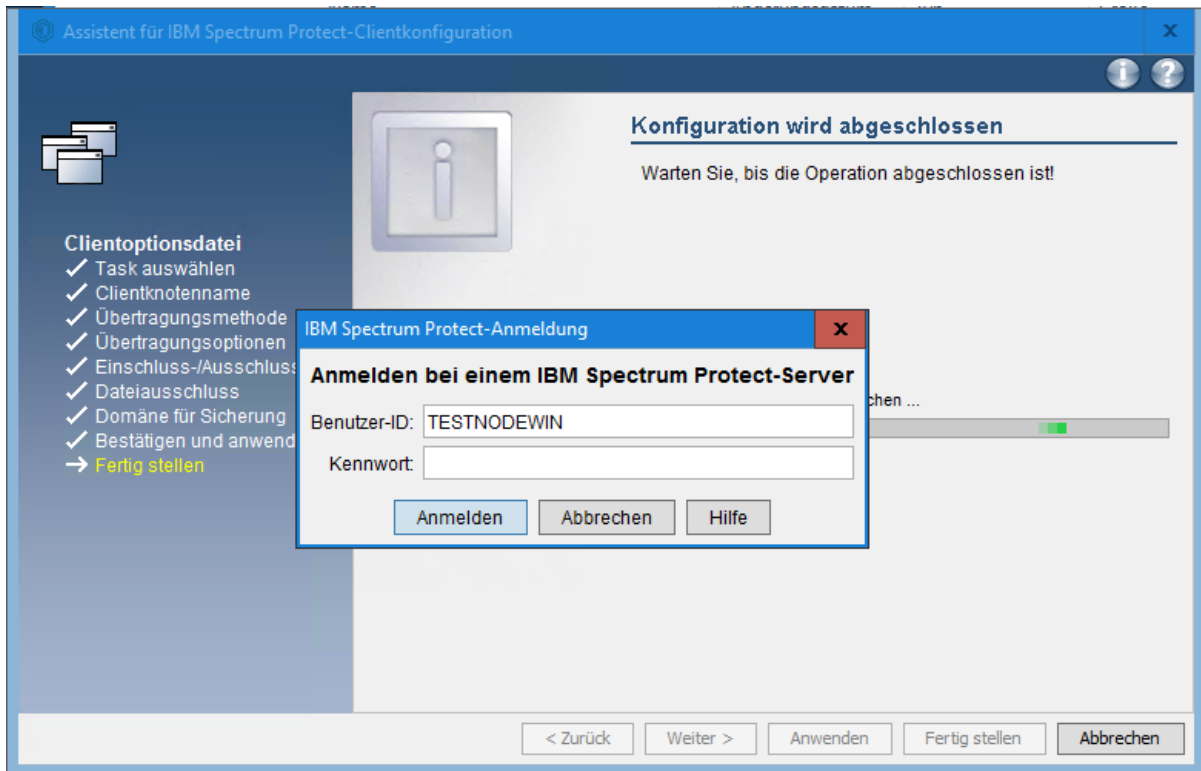 Assistent für IBM Spectrum Protect-Clientkonfiguration
Konfiguration wird abgeschlossen
Warten Sie, bis die Operation abgeschlossen ist!
Clientoptionsdatei
Task auswählen
Clientknotenname
Übertragungsmethode
Übertragungsoptionen
Einschluss-/Ausschluss
Dateiausschluss
Domäne für Sicherung
Bestätigen und anwend
Fertig stellen
IBM Spectrum Protect-Anmeldung
Anmelden bei einem IBM Spectrum Protect-Server
Benutzer-ID: TESTNODEWIN
Kennwort:
Anmelden Abbrechen Hilfe
chen ...
< Zurück Weiter > Anwenden Fertig stellen Abbrechen